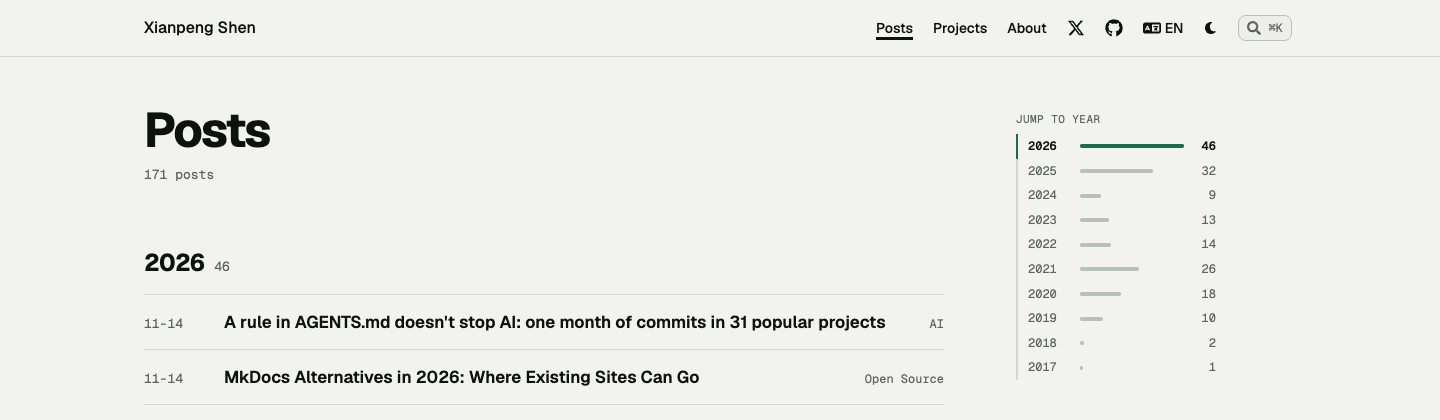 Xianpeng Shen
Posts Projects About EN ⌘K
Posts
171 posts
JUMP TO YEAR
2026 46
2025 32
2024 9
2023 13
2022 14
2021 26
2020 18
2019 10
2018 2
2017 1
2026 46
11-14 A rule in AGENTS.md doesn't stop AI: one month of commits in 31 popular projects AI
11-14 MkDocs Alternatives in 2026: Where Existing Sites Can Go Open Source